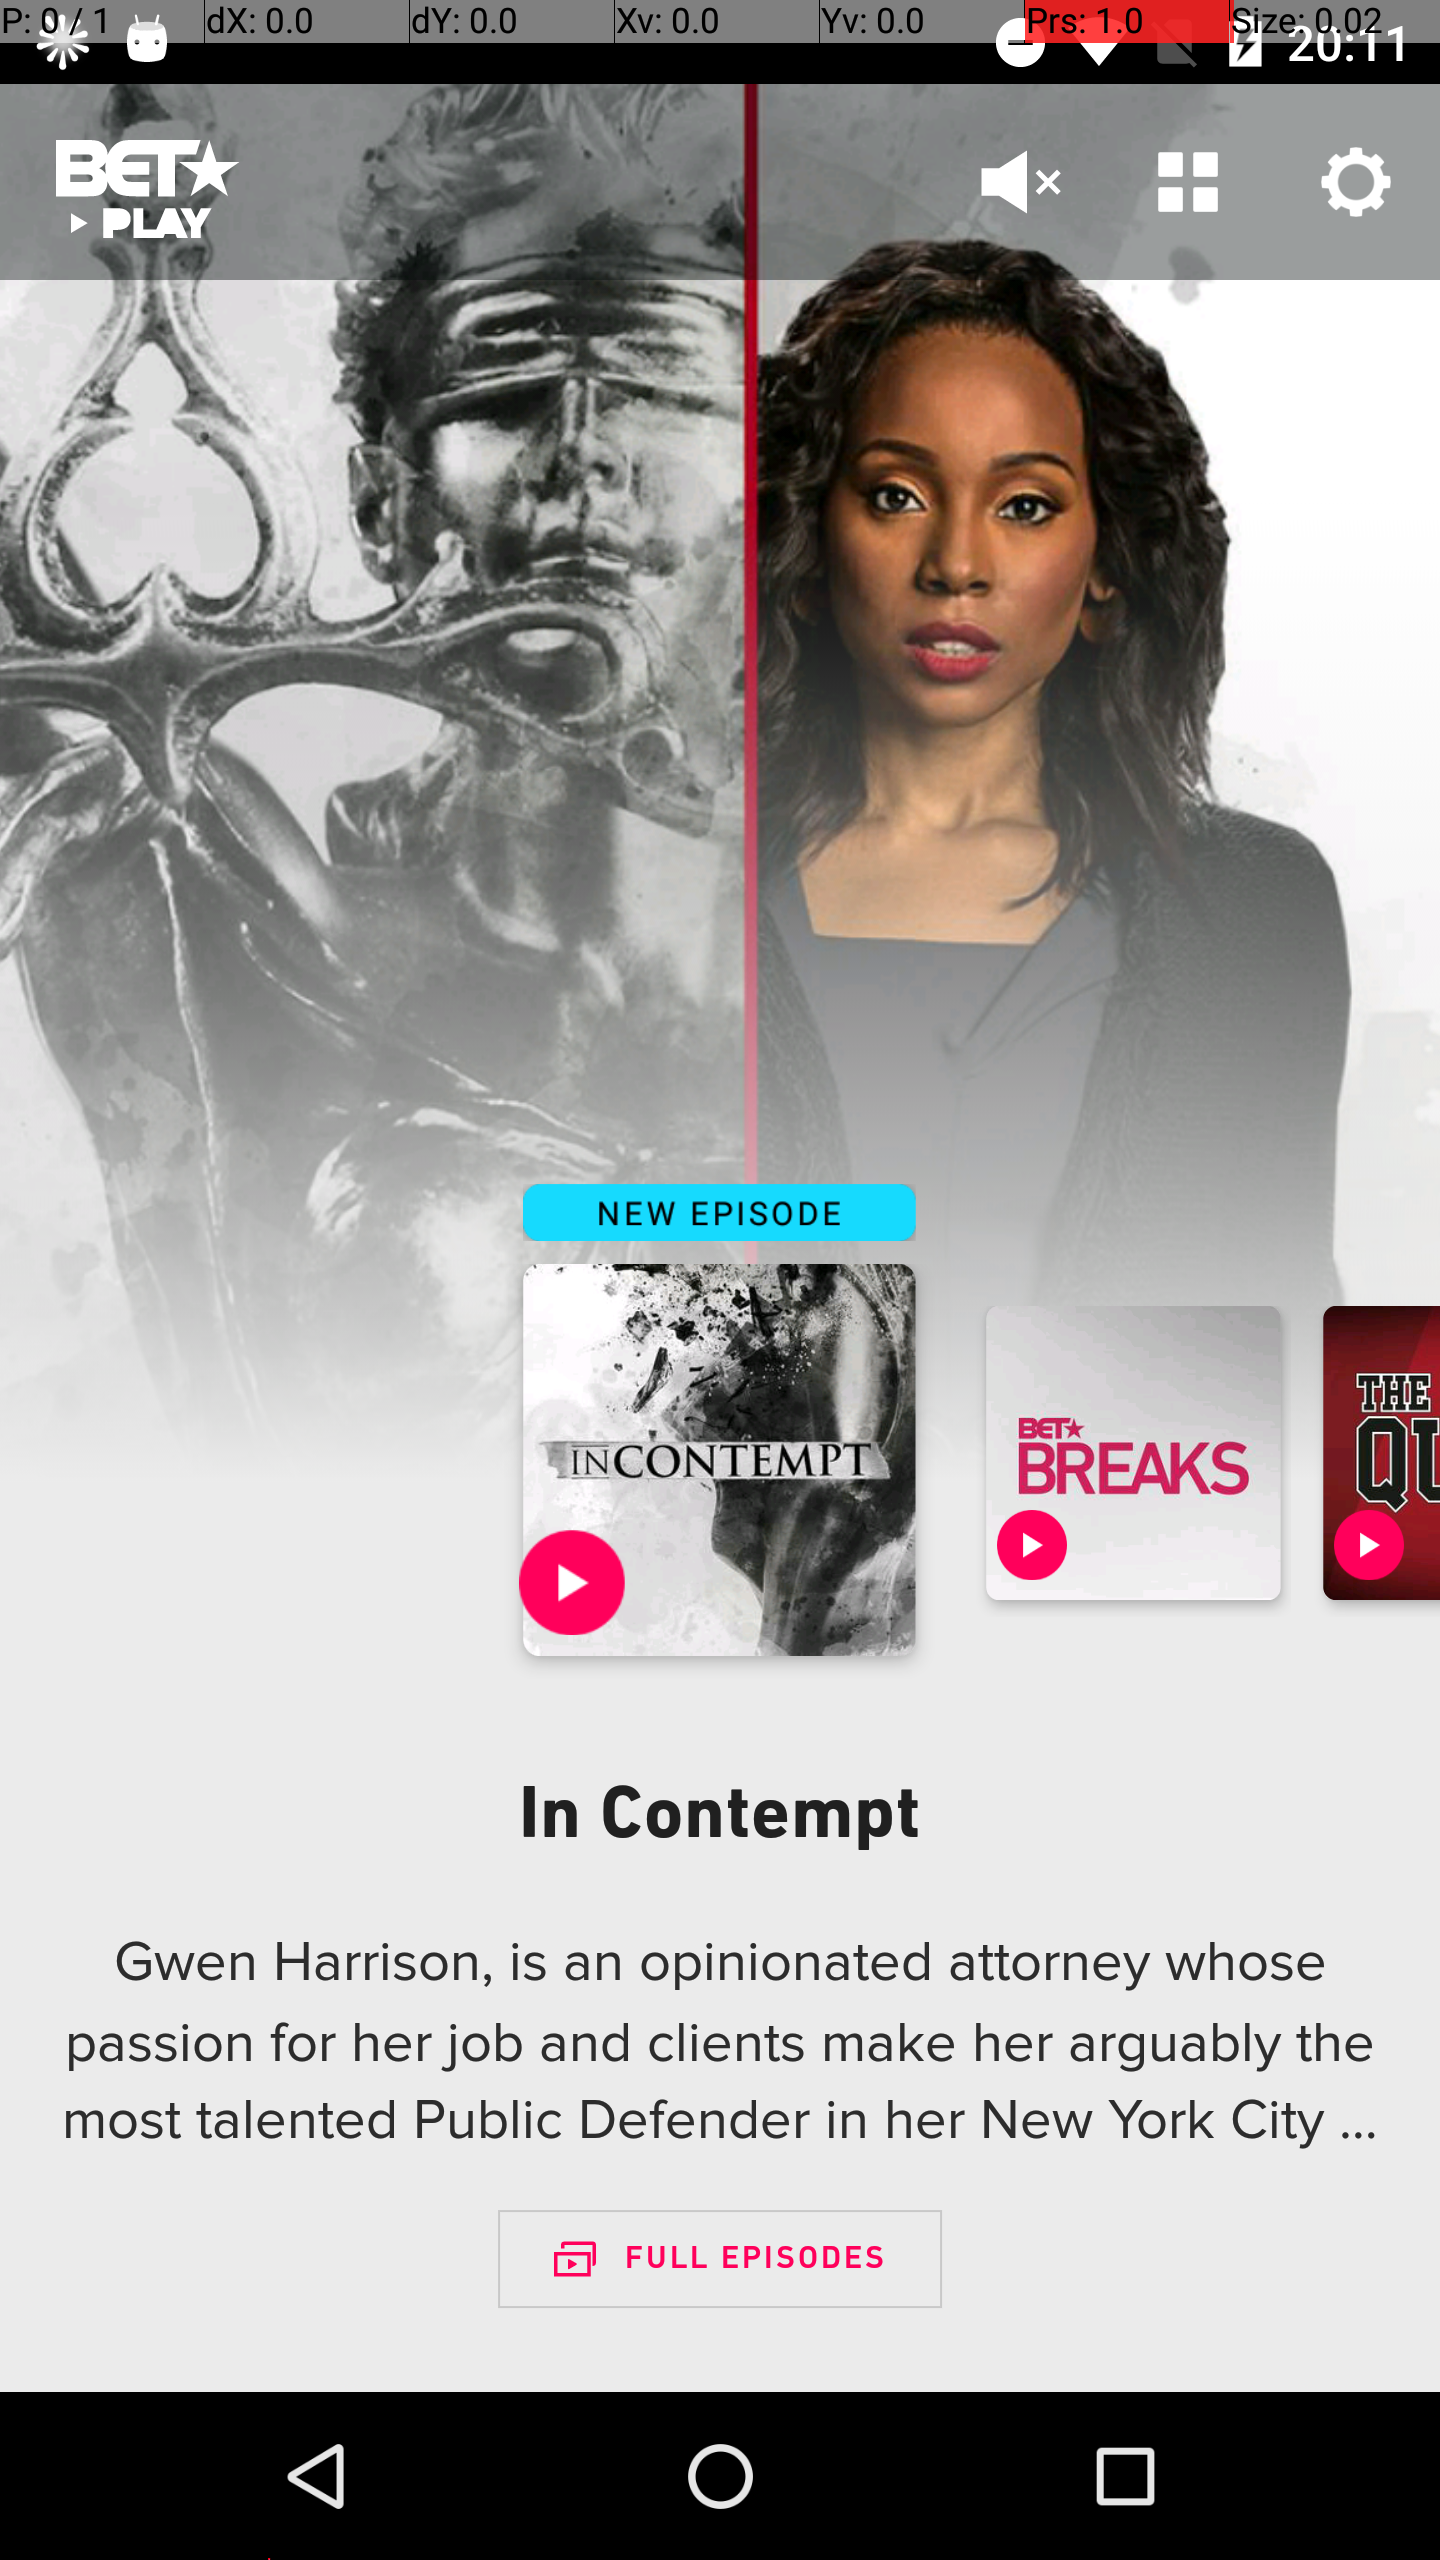 P: 0 / 1 dX: 0.0 dY: 0.0 Xv: 0.0 Yv: 0.0 Prs: 1.0 Size: 0.02
20:11
BET★
PLAY
NEW EPISODE
INCONTEMPT
BET★
BREAKS
THE
In Contempt
Gwen Harrison, is an opinionated attorney whose
passion for her job and clients make her arguably the
most talented Public Defender in her New York City ...
FULL EPISODES